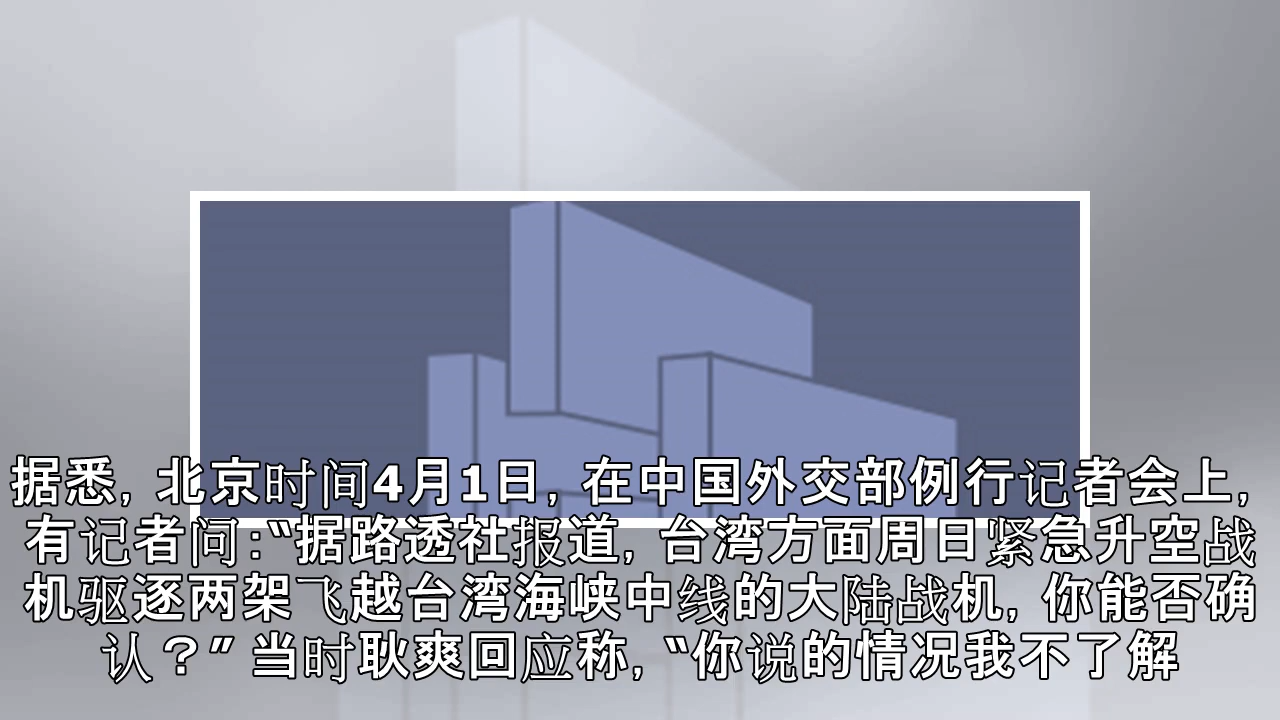 据悉, 北京时间4月1日, 在中国外交部例行记者会上,
有记者问:“据路透社报道, 台湾方面周日紧急升空战
机驱逐两架飞越台湾海峡中线的大陆战机, 你能否确
认？” 当时耿爽回应称, “你说的情况我不了解